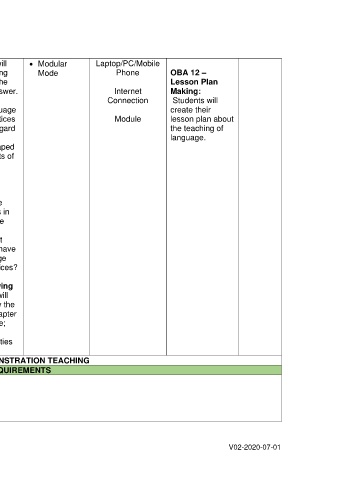 ill
ng
he
swer.
uage
tices
gard
aped
ts of
e
s in
e
t
have
ge
ices?
ving
will
w the
apter
e;
ties
• Modular
Mode
Laptop/PC/Mobile
Phone
Internet
Connection
Module
OBA 12 –
Lesson Plan
Making:
Students will
create their
lesson plan about
the teaching of
language.
NSTRATION TEACHING
QUIREMENTS
V02-2020-07-01